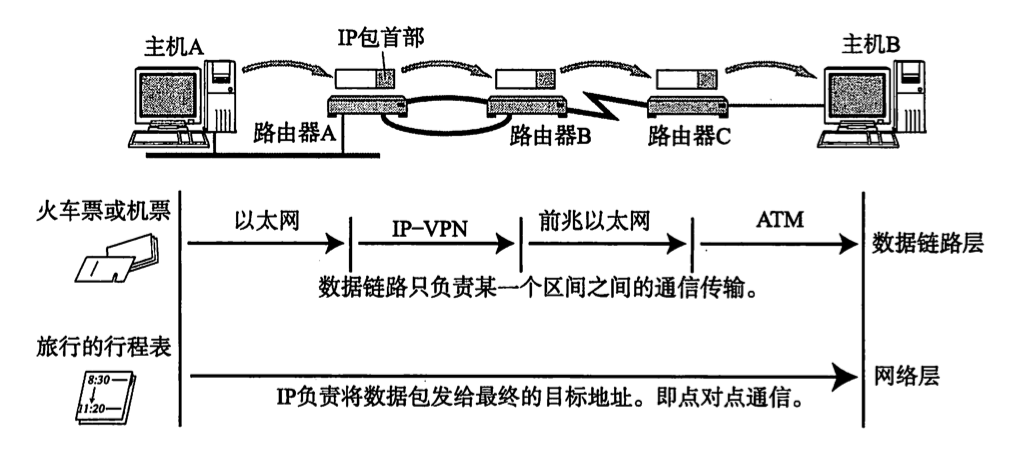 主机A
IP包首部
主机B
路由器A
路由器B
路由器C
火车票或机票
以太网
IP-VPN
前兆以太网
ATM
数据链路层
数据链路只负责某一个区间之间的通信传输。
旅行的行程表
8:30
11:20
网络层
IP负责将数据包发给最终的目标地址。即点对点通信。